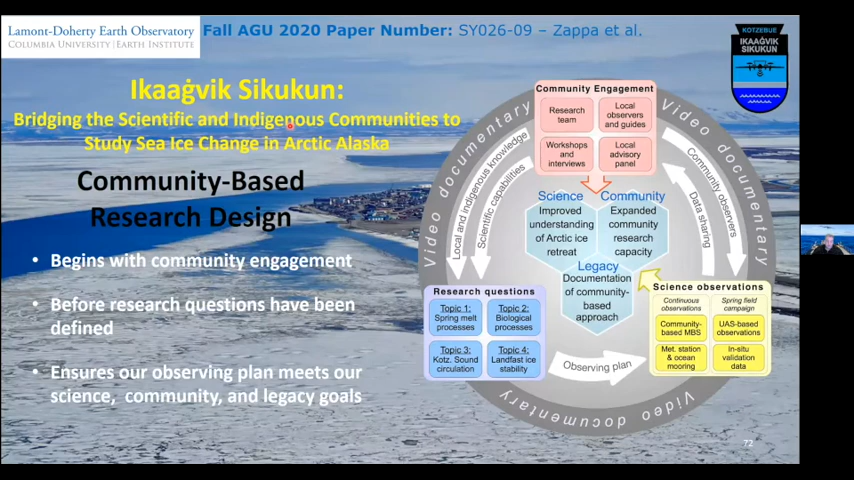 Lamont-Doherty Earth Observatory
COLUMBIA UNIVERSITY | EARTH INSTITUTE
Fall AGU 2020 Paper Number: SY026-09 – Zappa et al.
KOTZEBUE
IKAAĠVIK
SIKUKUN
Ikaaġvik Sikukun:
Bridging the Scientific and Indigenous Communities to
Study Sea Ice Change in Arctic Alaska
Community-Based
Research Design
• Begins with community engagement
• Before research questions have been
defined
• Ensures our observing plan meets our
science, community, and legacy goals
Video documentary
Video documentary
Video documentary
Community Engagement
Research
team
Local
observers
and guides
Workshops
and
interviews
Local
advisory
panel
Local and indigenous knowledge
Scientific capabilities
Community observers
Data sharing
Science
Improved
understanding
of Arctic ice
retreat
Community
Expanded
community
research
capacity
Legacy
Documentation
of community-
based
approach
Research questions
Topic 1:
Spring melt
processes
Topic 2:
Biological
processes
Topic 3:
Kotz. Sound
circulation
Topic 4:
Landfast ice
stability
Observing plan
Science observations
Continuous
observations
Spring field
campaign
Community-
based MBS
UAS-based
observations
Met. station
& ocean
mooring
In-situ
validation
data
72